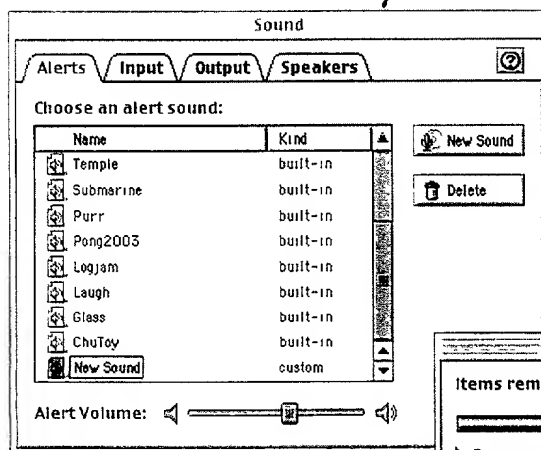 Sound
Alerts Input Output Speakers
Choose an alert sound:
Name Kind
New Sound
Temple built-in
Submarine built-in
Delete
Purr built-in
Pong2003 built-in
Logjam built-in
Laugh built-in
Glass built-in
ChuToy built-in
New Sound custom
Items rem
Alert Volume: